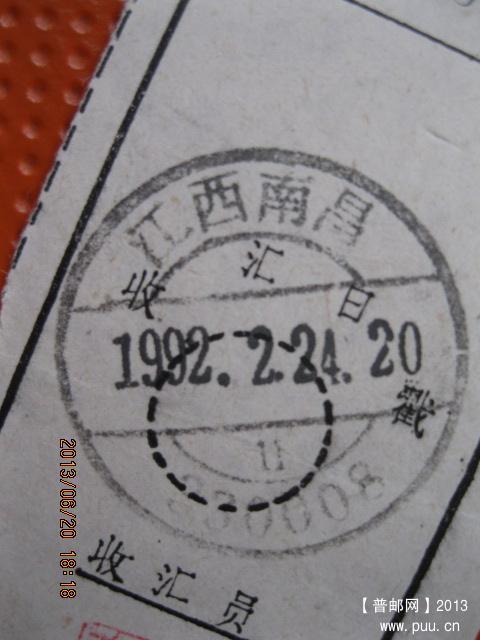 江西南昌
收汇日戳
1992.2.24.20
11
330008
收汇员
2013/06/20 18:18
【普邮网】2013
www.puu.cn